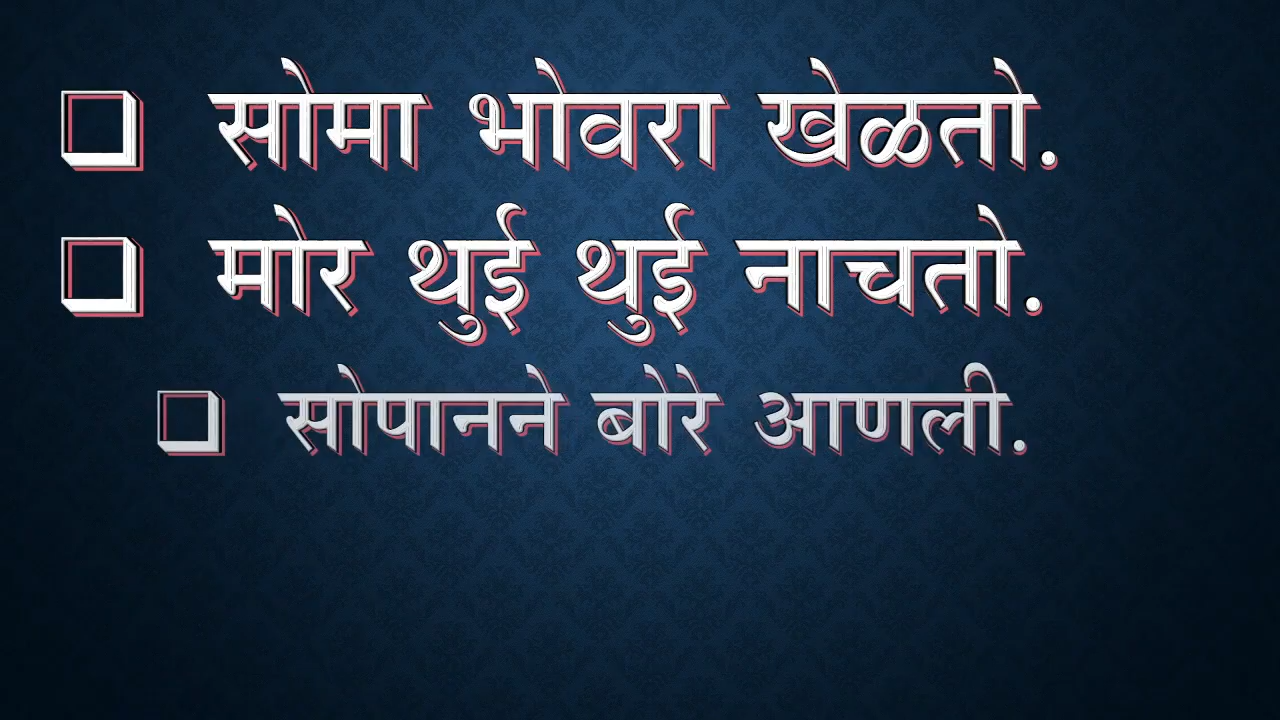 ❑ सोमा भोवरा खेळतो.
❑ मोर थुई थुई नाचतो.
❑ सोपानने बोरे आणली.